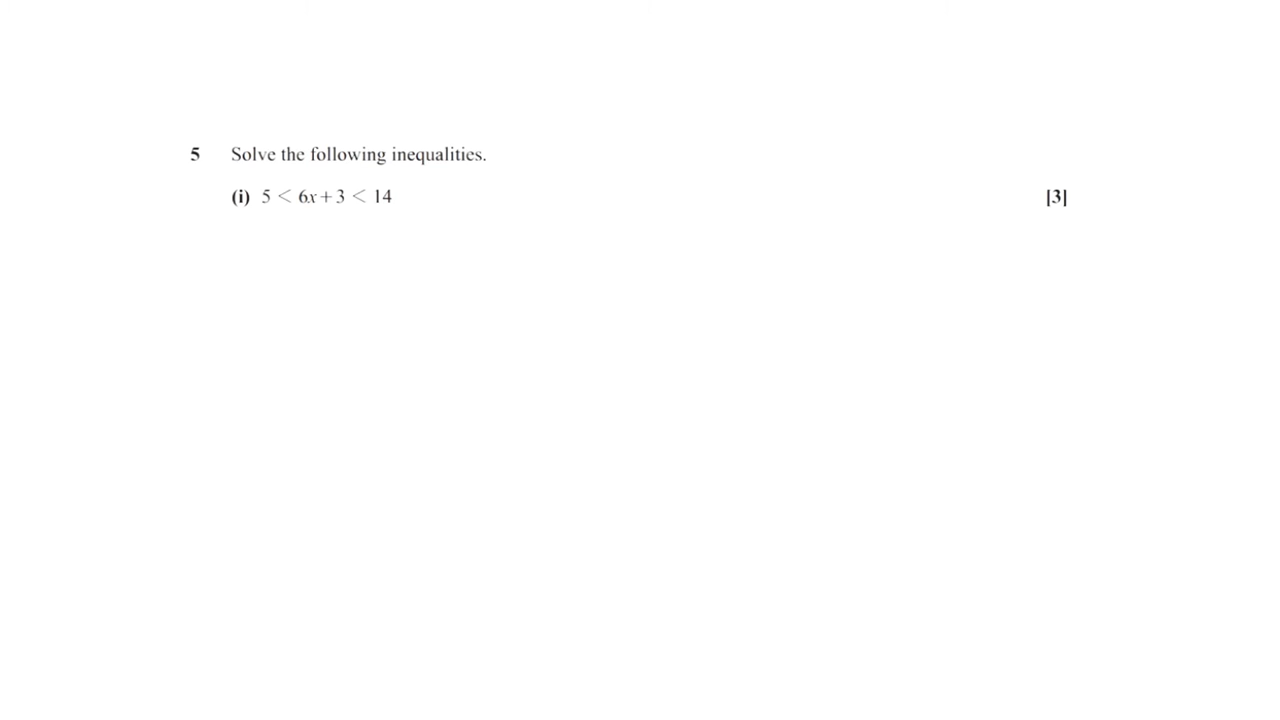 5 Solve the following inequalities.
(i) 5 < 6x + 3 < 14 [3]